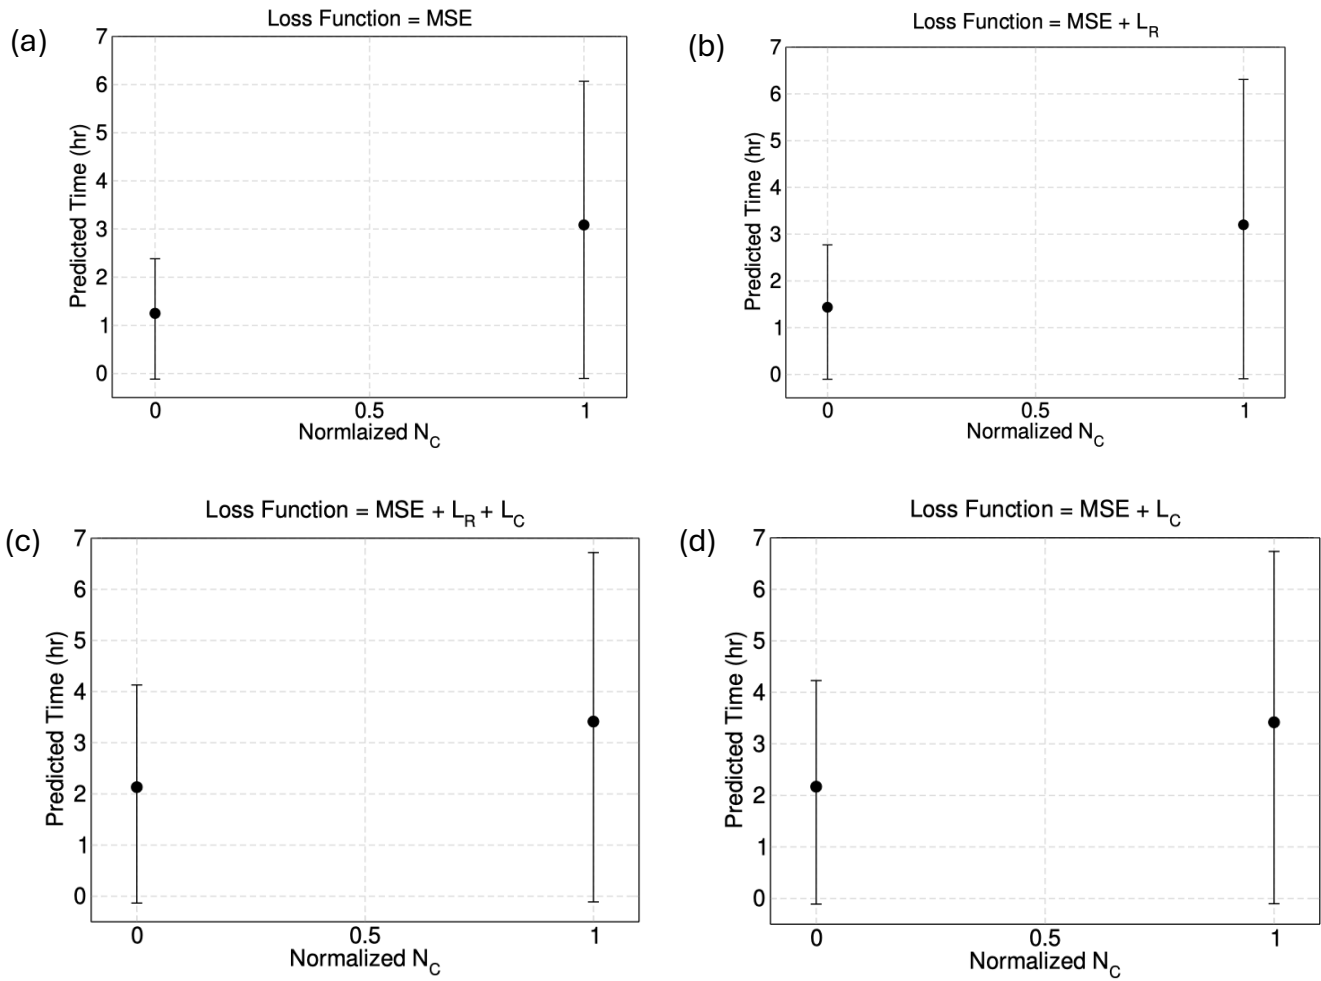 (a)
Loss Function = MSE
7
6
5
4
3
2
1
0
Predicted Time (hr)
0 0.5 1
Normlaized N_C
(b)
Loss Function = MSE + L_R
7
6
5
4
3
2
1
0
Predicted Time (hr)
0 0.5 1
Normalized N_C
(c)
Loss Function = MSE + L_R + L_C
7
6
5
4
3
2
1
0
Predicted Time (hr)
0 0.5 1
Normalized N_C
(d)
Loss Function = MSE + L_C
7
6
5
4
3
2
1
0
Predicted Time (hr)
0 0.5 1
Normalized N_C